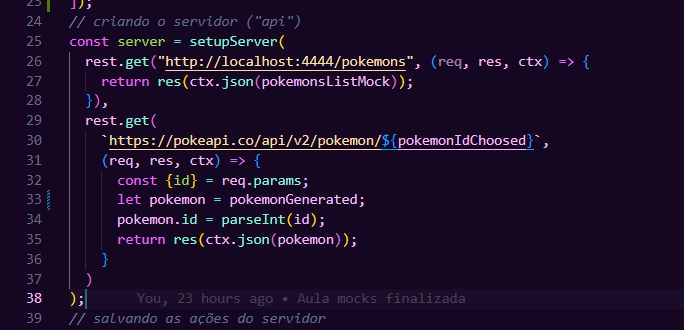 23 ]);
24 // criando o servidor ("api")
25 const server = setupServer(
26 rest.get("http://localhost:4444/pokemons", (req, res, ctx) => {
27 return res(ctx.json(pokemonsListMock));
28 }),
29 rest.get(
30 `https://pokeapi.co/api/v2/pokemon/${pokemonIdChoosed}`,
31 (req, res, ctx) => {
32 const {id} = req.params;
33 let pokemon = pokemonGenerated;
34 pokemon.id = parseInt(id);
35 return res(ctx.json(pokemon));
36 }
37 )
38 ); You, 23 hours ago • Aula mocks finalizada
39 // salvando as ações do servidor